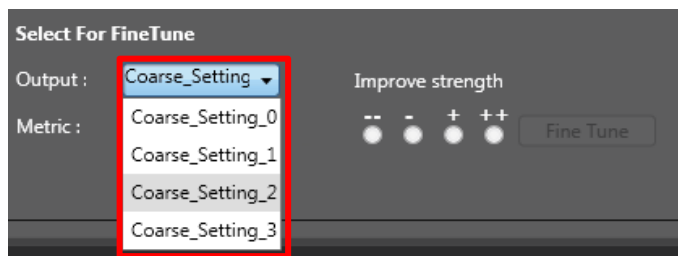 Select For FineTune
Output : Coarse_Setting Improve strength
Coarse_Setting_0
Metric : -- - + ++ Fine Tune
Coarse_Setting_1
Coarse_Setting_2
Coarse_Setting_3